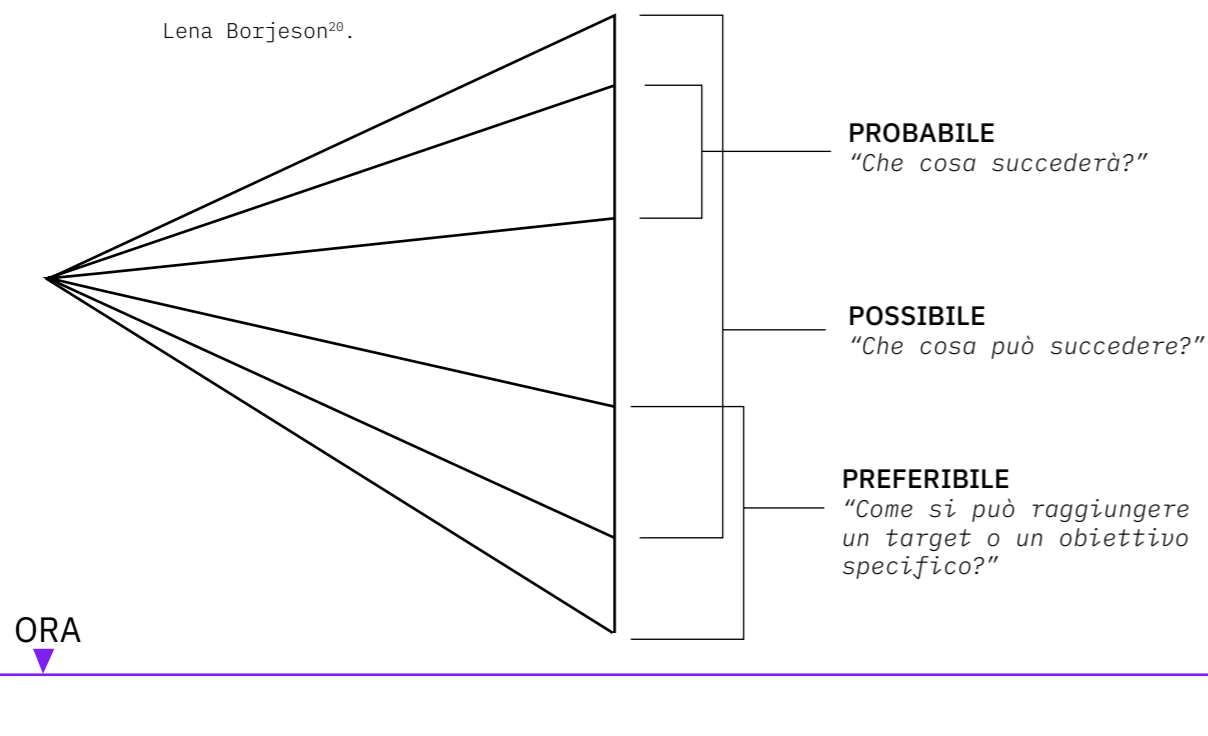 Lena Borjeson²⁰.
PROBABILE
“Che cosa succederà?”
POSSIBILE
“Che cosa può succedere?”
PREFERIBILE
“Come si può raggiungere
un target o un obiettivo
specifico?”
ORA